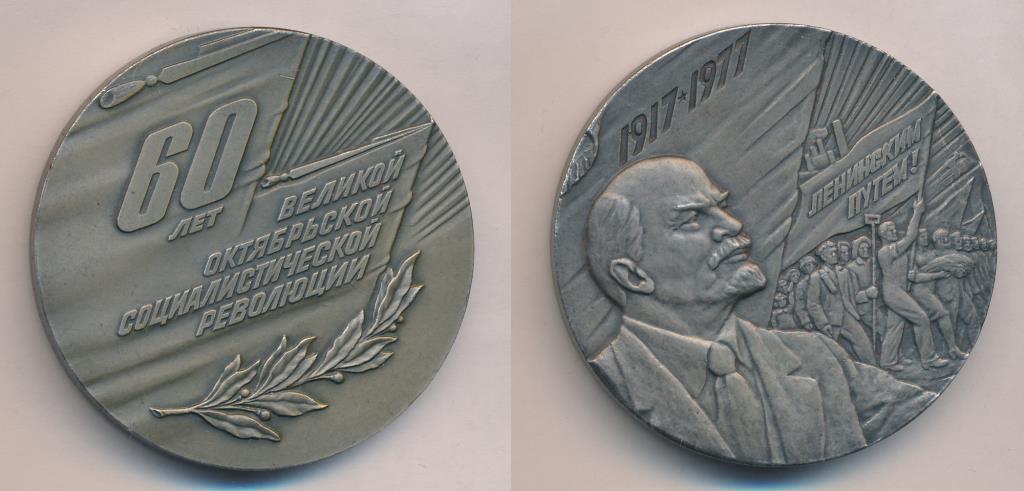 60
ЛЕТ
ВЕЛИКОЙ
ОКТЯБРЬСКОЙ
СОЦИАЛИСТИЧЕСКОЙ
РЕВОЛЮЦИИ
1917★1977
ЛЕНИНСКИМ
ПУТЕМ!